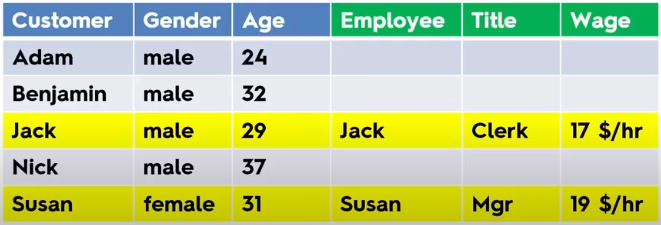 Customer Gender Age Employee Title Wage
Adam male 24
Benjamin male 32
Jack male 29 Jack Clerk 17 $/hr
Nick male 37
Susan female 31 Susan Mgr 19 $/hr